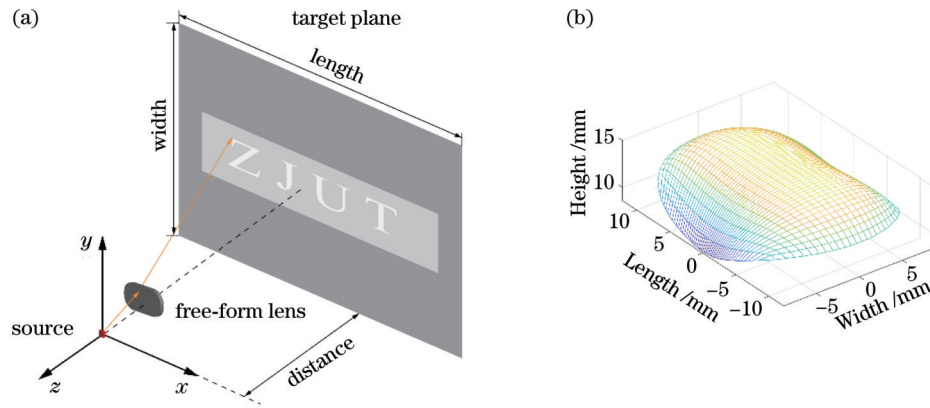 (a)
target plane
length
width
ZJUT
y
free-form lens
source
distance
z
x
(b)
Height /mm
15
10
10
5
0
−5
−10
Length /mm
−5
0
5
Width /mm